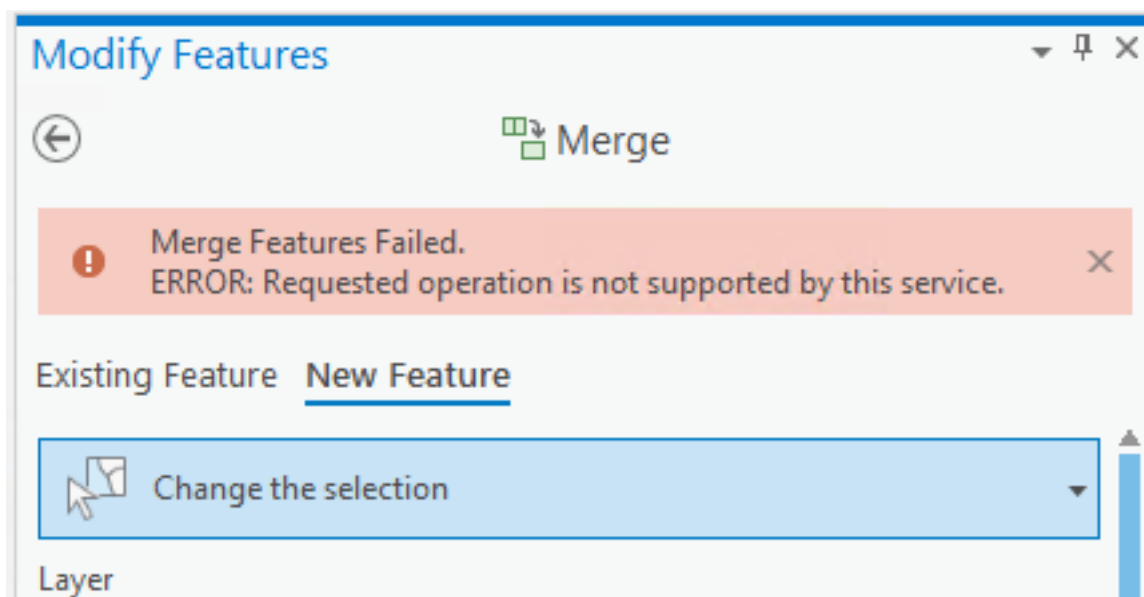 Modify Features
Merge
Merge Features Failed.
ERROR: Requested operation is not supported by this service.
Existing Feature New Feature
Change the selection
Layer